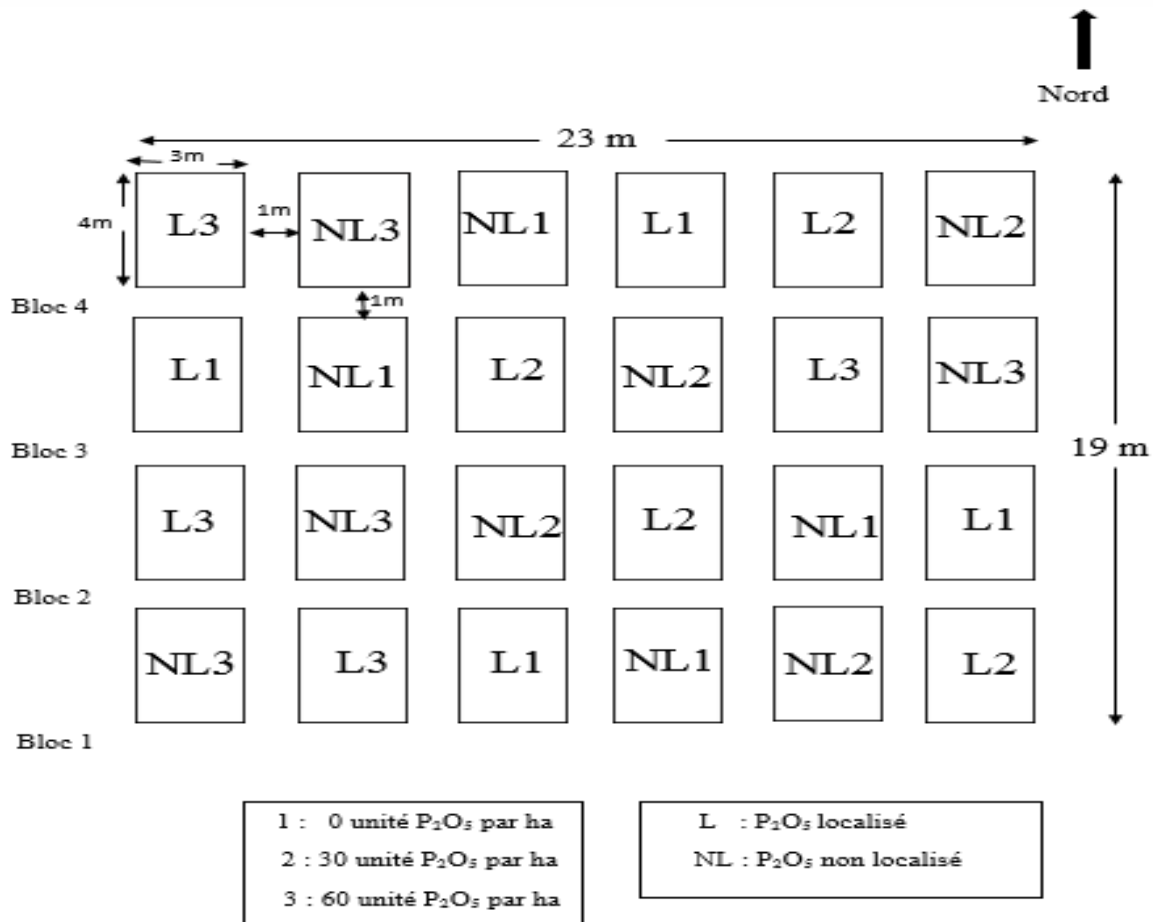 Nord
23 m
3m
4m
L3
1m
NL3
NL1
L1
L2
NL2
Bloc 4
1m
L1
NL1
L2
NL2
L3
NL3
Bloc 3
19 m
L3
NL3
NL2
L2
NL1
L1
Bloc 2
NL3
L3
L1
NL1
NL2
L2
Bloc 1
1 : 0 unité P₂O₅ par ha
2 : 30 unité P₂O₅ par ha
3 : 60 unité P₂O₅ par ha
L : P₂O₅ localisé
NL : P₂O₅ non localisé